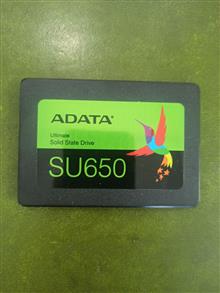 ADATA
Ultimate
Solid State Drive
SU650